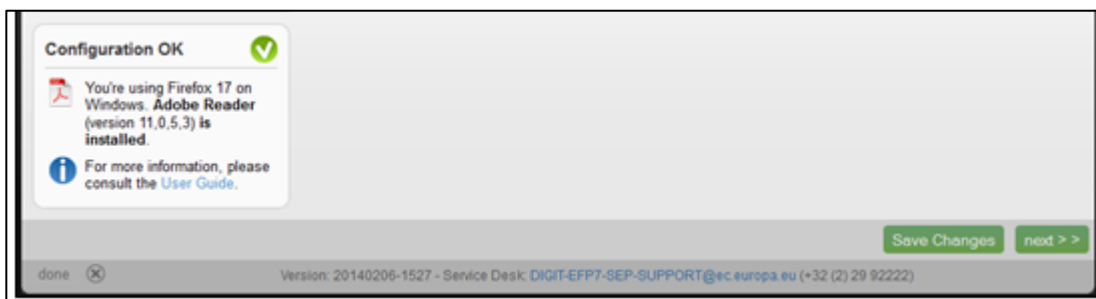 Configuration OK
You're using Firefox 17 on
Windows. Adobe Reader
(version 11,0,5,3) is
installed.
For more information, please
consult the User Guide.
Save Changes
next > >
done
Version: 20140206-1527 - Service Desk: DIGIT-EFP7-SEP-SUPPORT@ec.europa.eu (+32 (2) 29 92222)